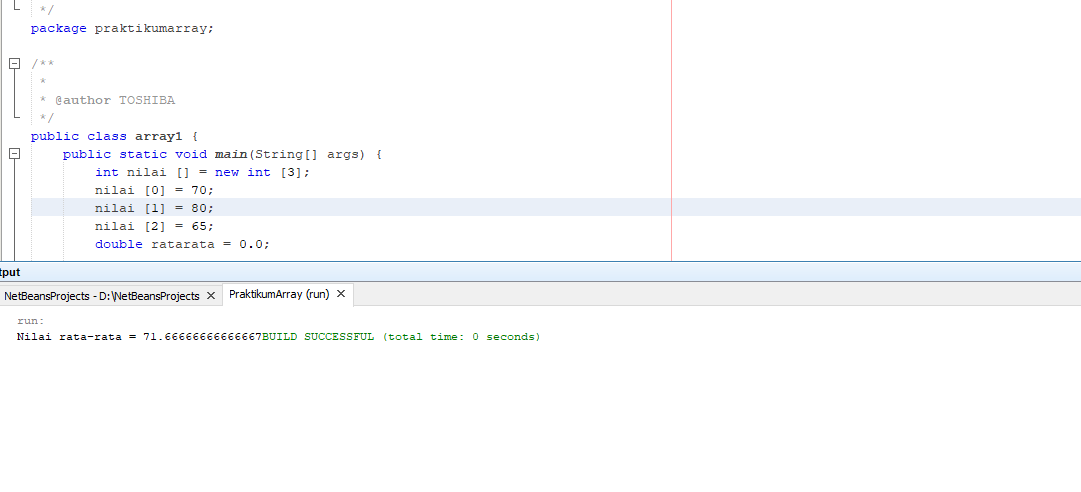 */
package praktikumarray;
/**
*
* @author TOSHIBA
*/
public class array1 {
public static void main(String[] args) {
int nilai [] = new int [3];
nilai [0] = 70;
nilai [1] = 80;
nilai [2] = 65;
double ratarata = 0.0;
tput
NetBeansProjects - D:\NetBeansProjects × PraktikumArray (run) ×
run:
Nilai rata-rata = 71.66666666666667BUILD SUCCESSFUL (total time: 0 seconds)